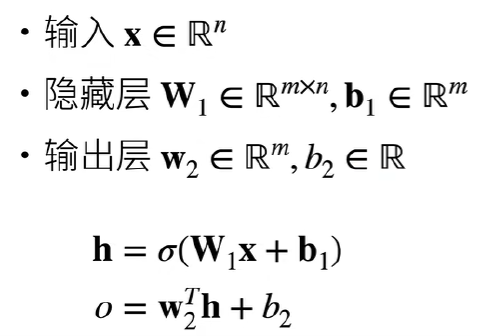 • 输入 𝐱 ∈ ℝⁿ
• 隐藏层 𝐖₁ ∈ ℝᵐˣⁿ, 𝐛₁ ∈ ℝᵐ
• 输出层 𝐰₂ ∈ ℝᵐ, b₂ ∈ ℝ
𝐡 = σ(𝐖₁𝐱 + 𝐛₁)
o = 𝐰₂ᵀ𝐡 + b₂